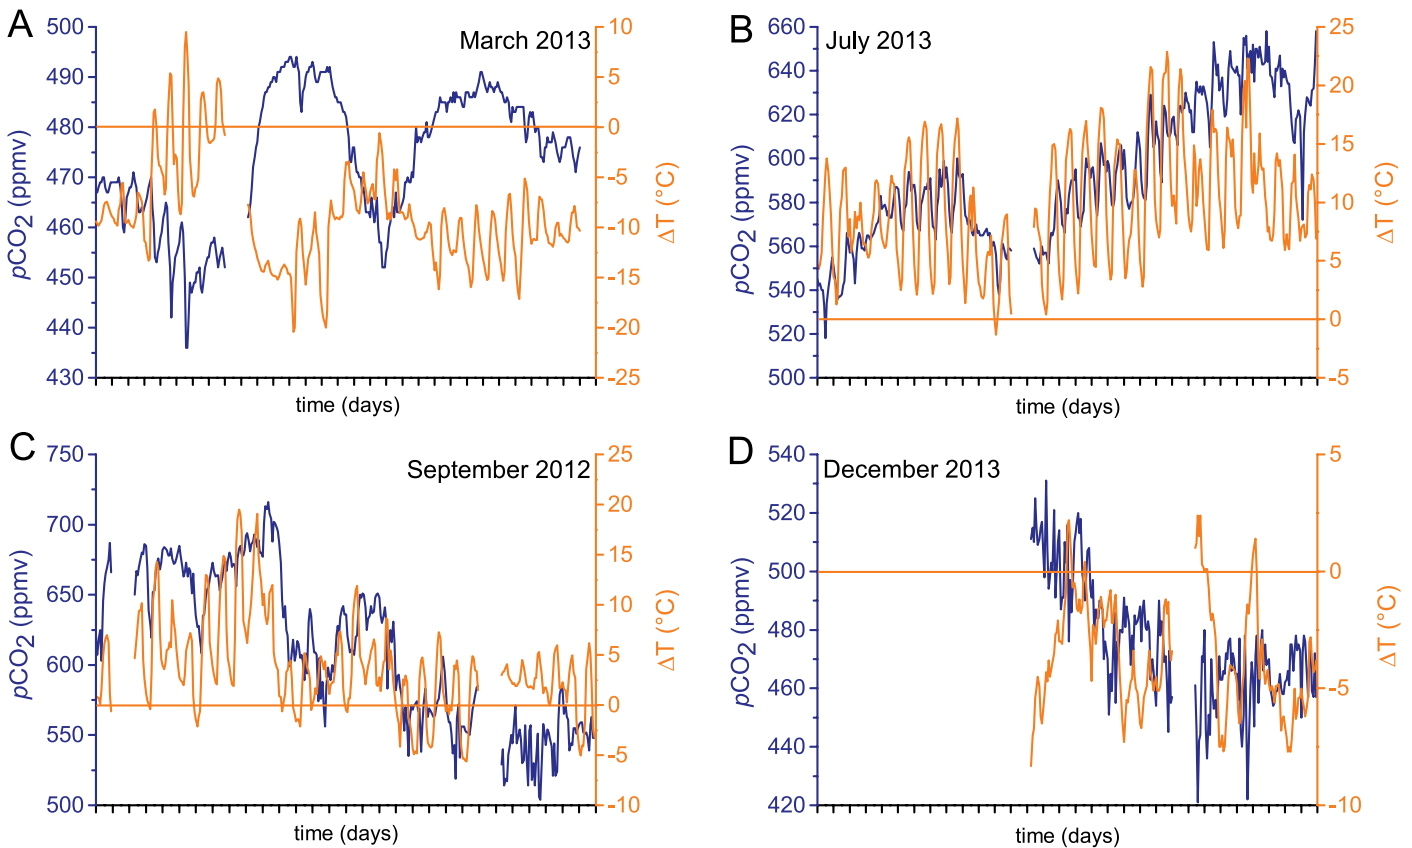 A
March 2013
500
490
480
470
460
450
440
430
pCO2 (ppmv)
10
5
0
-5
-10
-15
-20
-25
ΔT (°C)
time (days)
B
July 2013
660
640
620
600
580
560
540
520
500
pCO2 (ppmv)
25
20
15
10
5
0
-5
ΔT (°C)
time (days)
C
September 2012
750
700
650
600
550
500
pCO2 (ppmv)
25
20
15
10
5
0
-5
-10
ΔT (°C)
time (days)
D
December 2013
540
520
500
480
460
440
420
pCO2 (ppmv)
5
0
-5
-10
ΔT (°C)
time (days)